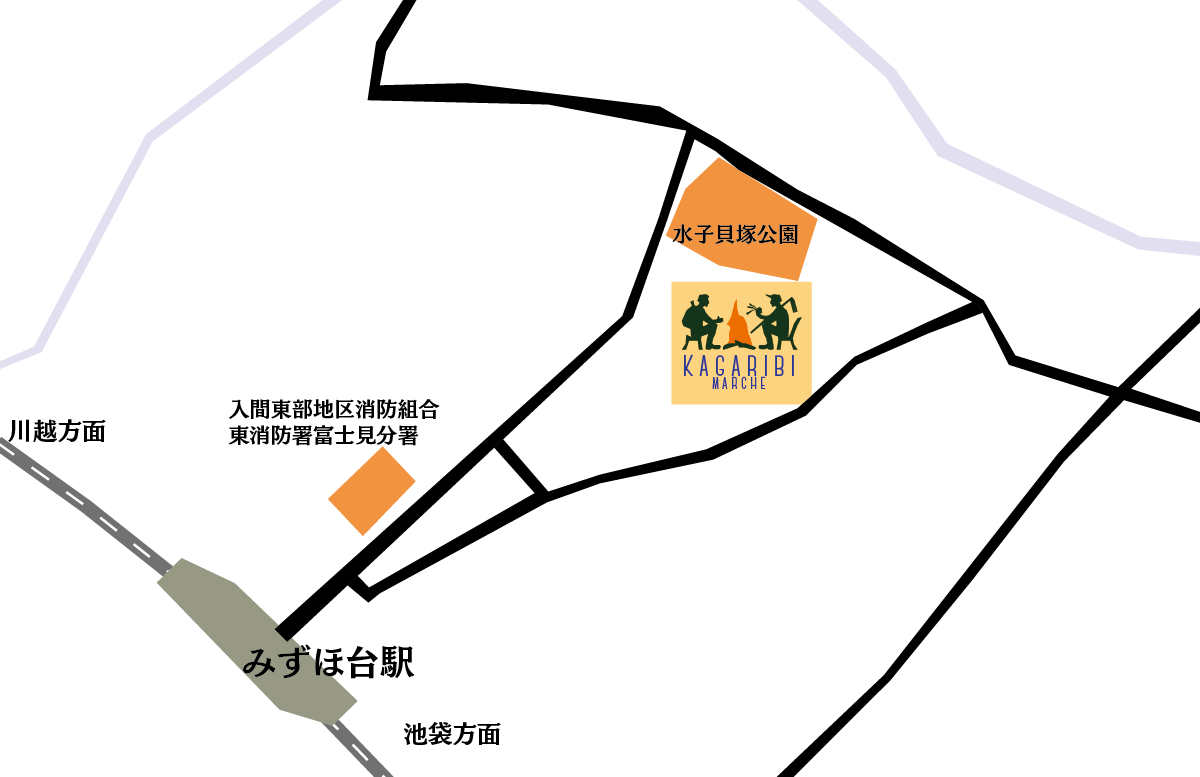 水子貝塚公園
KAGARIBI
MARCHE
入間東部地区消防組合
東消防署富士見分署
川越方面
みずほ台駅
池袋方面